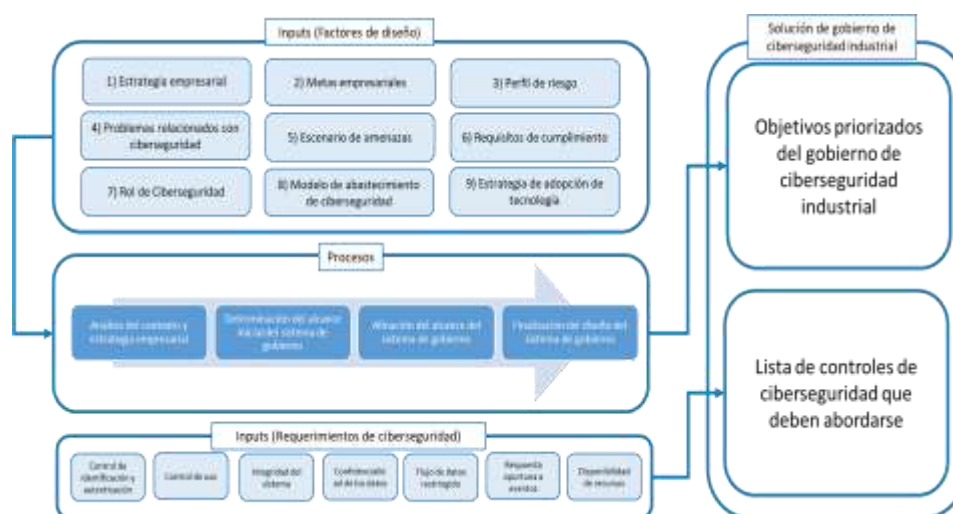 Inputs (Factores de diseño)
1) Estrategia empresarial
2) Metas empresariales
3) Perfil de riesgo
4) Problemas relacionados con
ciberseguridad
5) Escenario de amenazas
6) Requisitos de cumplimiento
7) Rol de Ciberseguridad
8) Modelo de abastecimiento
de ciberseguridad
9) Estrategia de adopción de
tecnología
Procesos
Análisis del contexto y
estrategia empresarial
Determinación del alcance
inicial del sistema de
gobierno
Afinación del alcance del
sistema de gobierno
Finalización del diseño del
sistema de gobierno
Inputs (Requerimientos de ciberseguridad)
Control de
identificación y
autenticación
Control de uso
Integridad del
sistema
Confidencialid
ad de los datos
Flujo de datos
restringido
Respuesta
oportuna a
eventos
Disponibilidad
de recursos
Solución de gobierno de
ciberseguridad industrial
Objetivos priorizados
del gobierno de
ciberseguridad
industrial
Lista de controles de
ciberseguridad que
deben abordarse